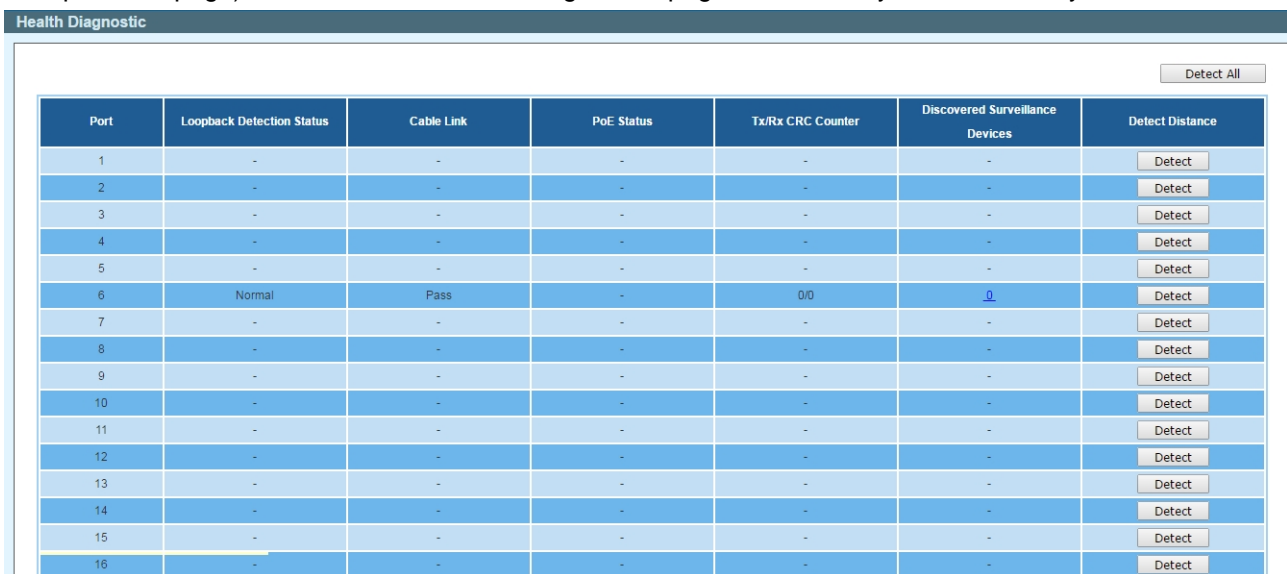 Health Diagnostic
Detect All
Port Loopback Detection Status Cable Link PoE Status Tx/Rx CRC Counter Discovered Surveillance Devices Detect Distance
1 - - - - - Detect
2 - - - - - Detect
3 - - - - - Detect
4 - - - - - Detect
5 - - - - - Detect
6 Normal Pass - 0/0 0 Detect
7 - - - - - Detect
8 - - - - - Detect
9 - - - - - Detect
10 - - - - - Detect
11 - - - - - Detect
12 - - - - - Detect
13 - - - - - Detect
14 - - - - - Detect
15 - - - - - Detect
16 - - - - - Detect